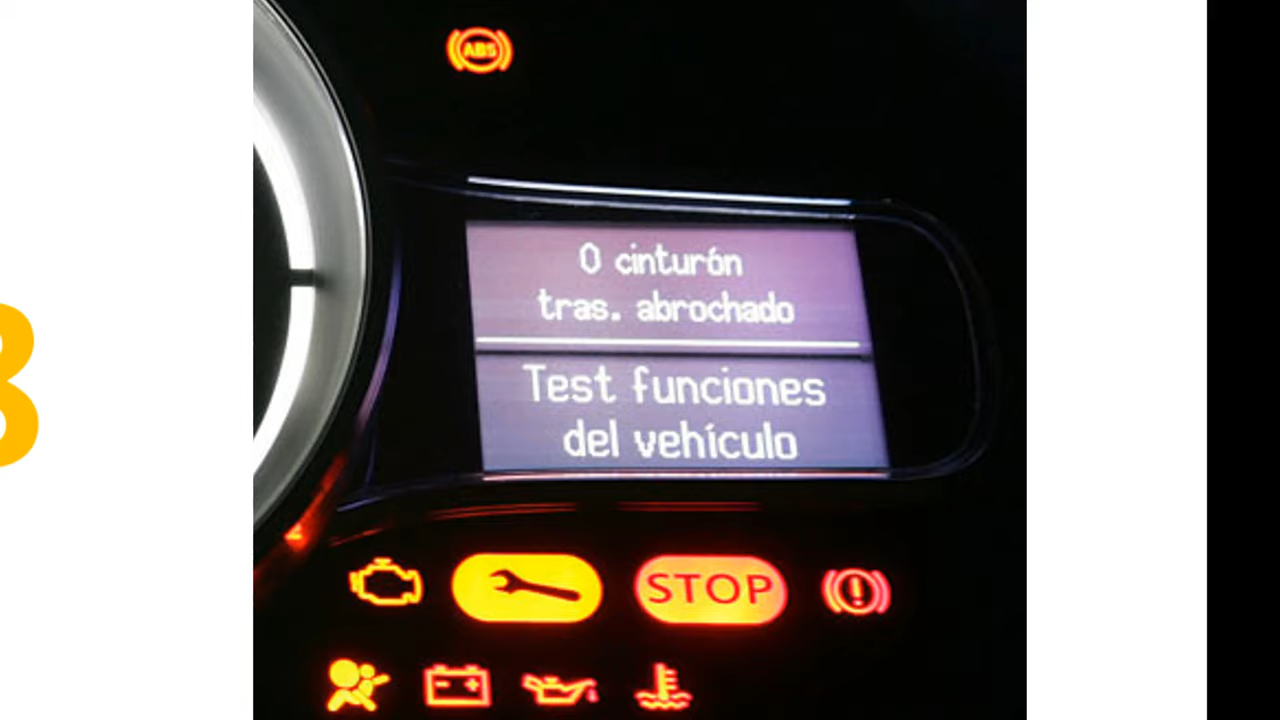 ABS
0 cinturón
tras. abrochado
Test funciones
del vehículo
STOP